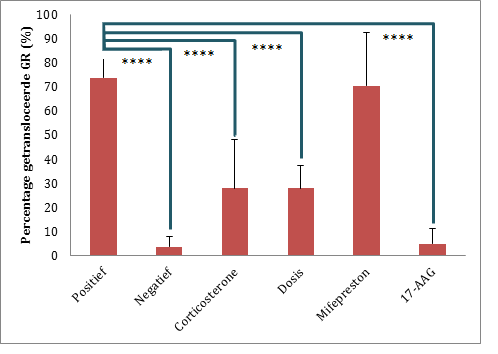 Percentage getransloceerde GR (%)
100
90
80
70
60
50
40
30
20
10
0
****
****
****
****
Positief
Negatief
Corticosterone
Dosis
Mifepreston
17-AAG